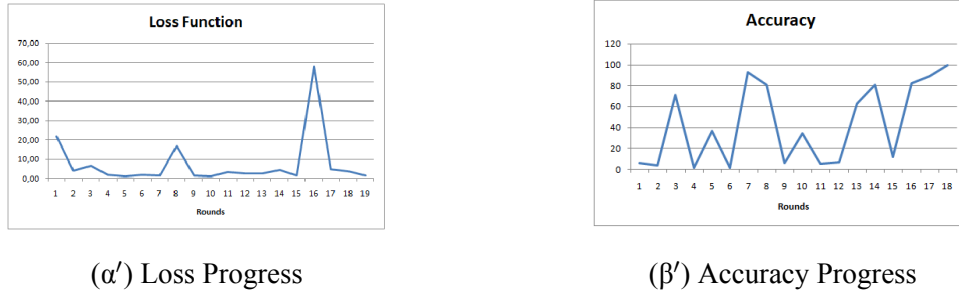 Loss Function
70,00
60,00
50,00
40,00
30,00
20,00
10,00
0,00
1 2 3 4 5 6 7 8 9 10 11 12 13 14 15 16 17 18 19
Rounds
(α′) Loss Progress
Accuracy
120
100
80
60
40
20
0
1 2 3 4 5 6 7 8 9 10 11 12 13 14 15 16 17 18
Rounds
(β′) Accuracy Progress